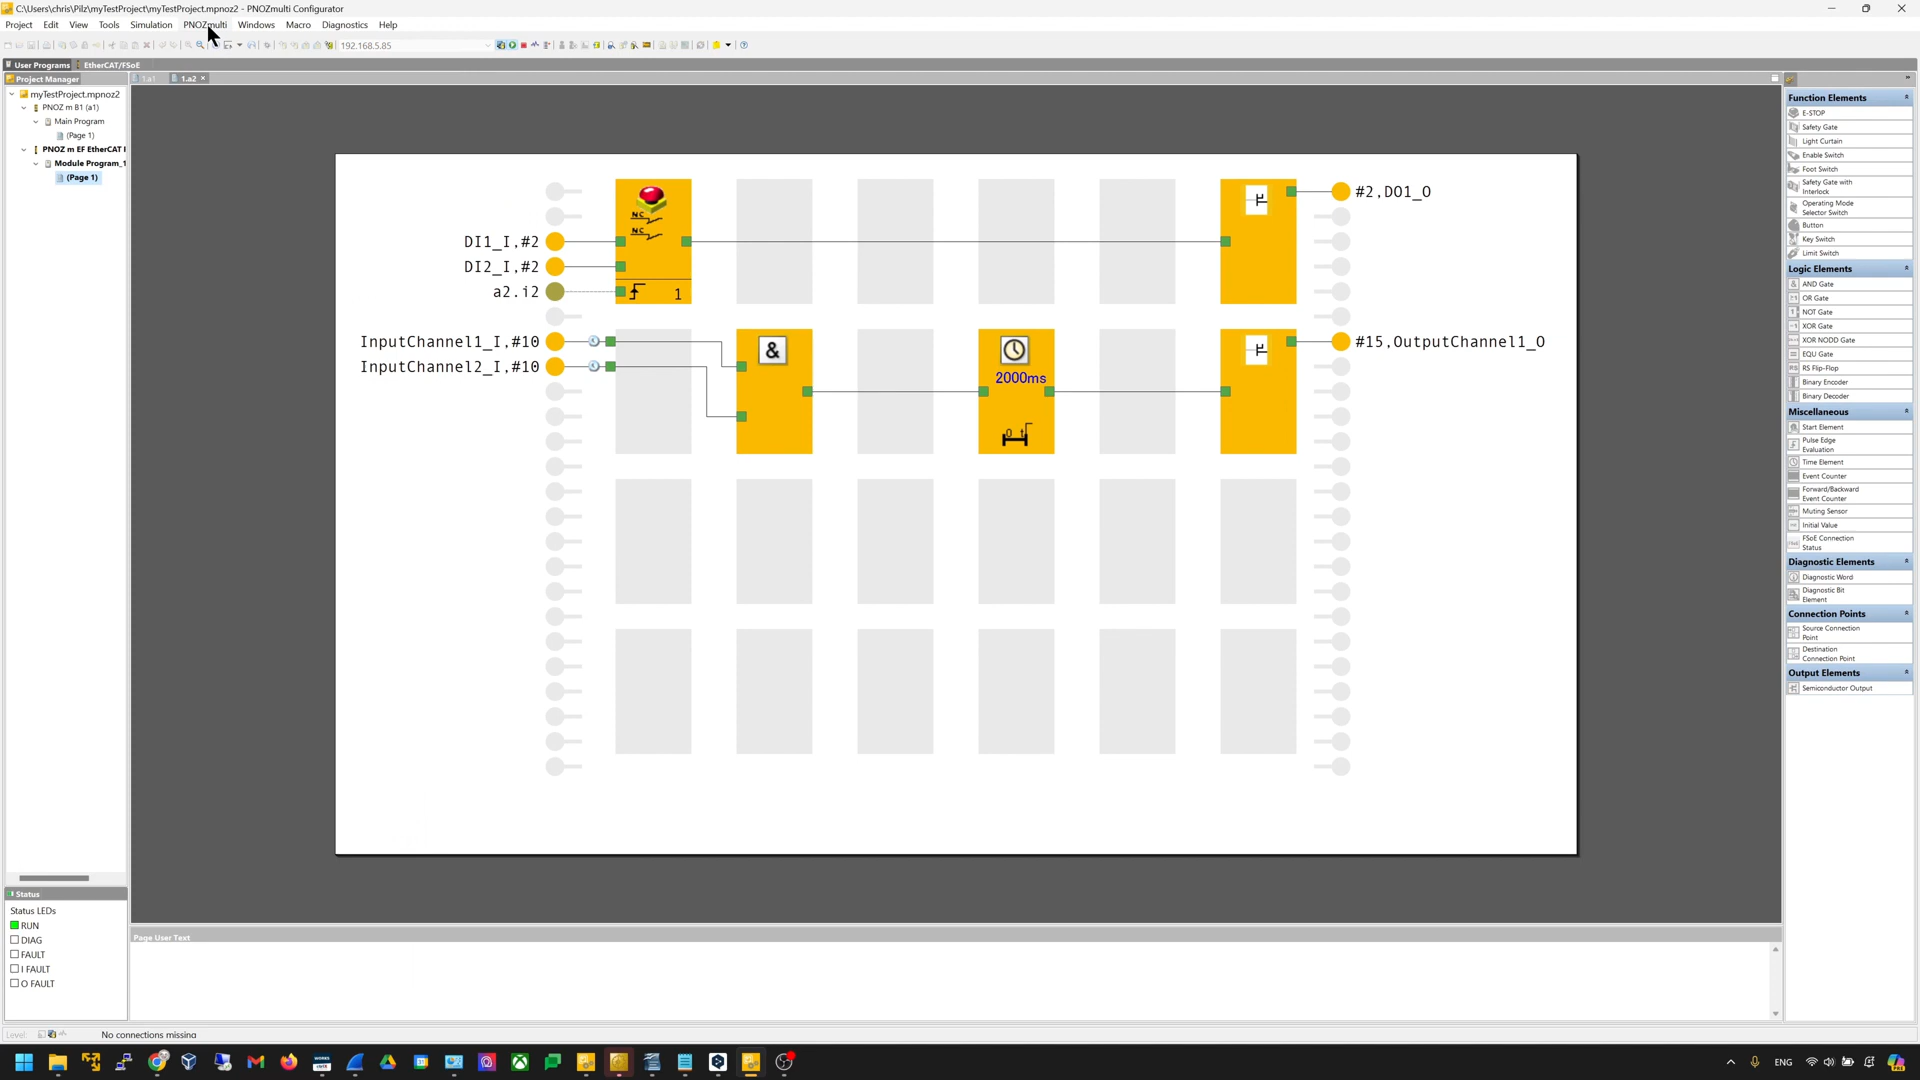 C:\Users\chris\Pilz\myTestProject\myTestProject.mpnoz2 - PNOZmulti Configurator
Project Edit View Tools Simulation PNOZmulti Windows Macro Diagnostics Help
192.168.5.85
User Programs EtherCAT/FSoE
Project Manager
1.a1 1.a2
myTestProject.mpnoz2
PNOZ m B1 (a1)
Main Program
(Page 1)
PNOZ m EF EtherCAT
Module Program_1
(Page 1)
NC
NC
1
DI1_I,#2
DI2_I,#2
a2.i2
#2,DO1_O
InputChannel1_I,#10
InputChannel2_I,#10
&
2000ms
0 t
#15,OutputChannel1_O
Function Elements
E-STOP
Safety Gate
Light Curtain
Enable Switch
Foot Switch
Safety Gate with
Interlock
Operating Mode
Selector Switch
Button
Key Switch
Limit Switch
Logic Elements
AND Gate
OR Gate
NOT Gate
XOR Gate
XOR NODD Gate
EQU Gate
RS Flip-Flop
Binary Encoder
Binary Decoder
Miscellaneous
Start Element
Pulse Edge
Evaluation
Time Element
Event Counter
Forward/Backward
Event Counter
Muting Sensor
Initial Value
FSoE Connection
Status
Diagnostic Elements
Diagnostic Word
Diagnostic Bit
Element
Connection Points
Source Connection
Point
Destination
Connection Point
Output Elements
Semiconductor Output
Status
Status LEDs
RUN
DIAG
FAULT
I FAULT
O FAULT
Page User Text
Level: No connections missing
ENG